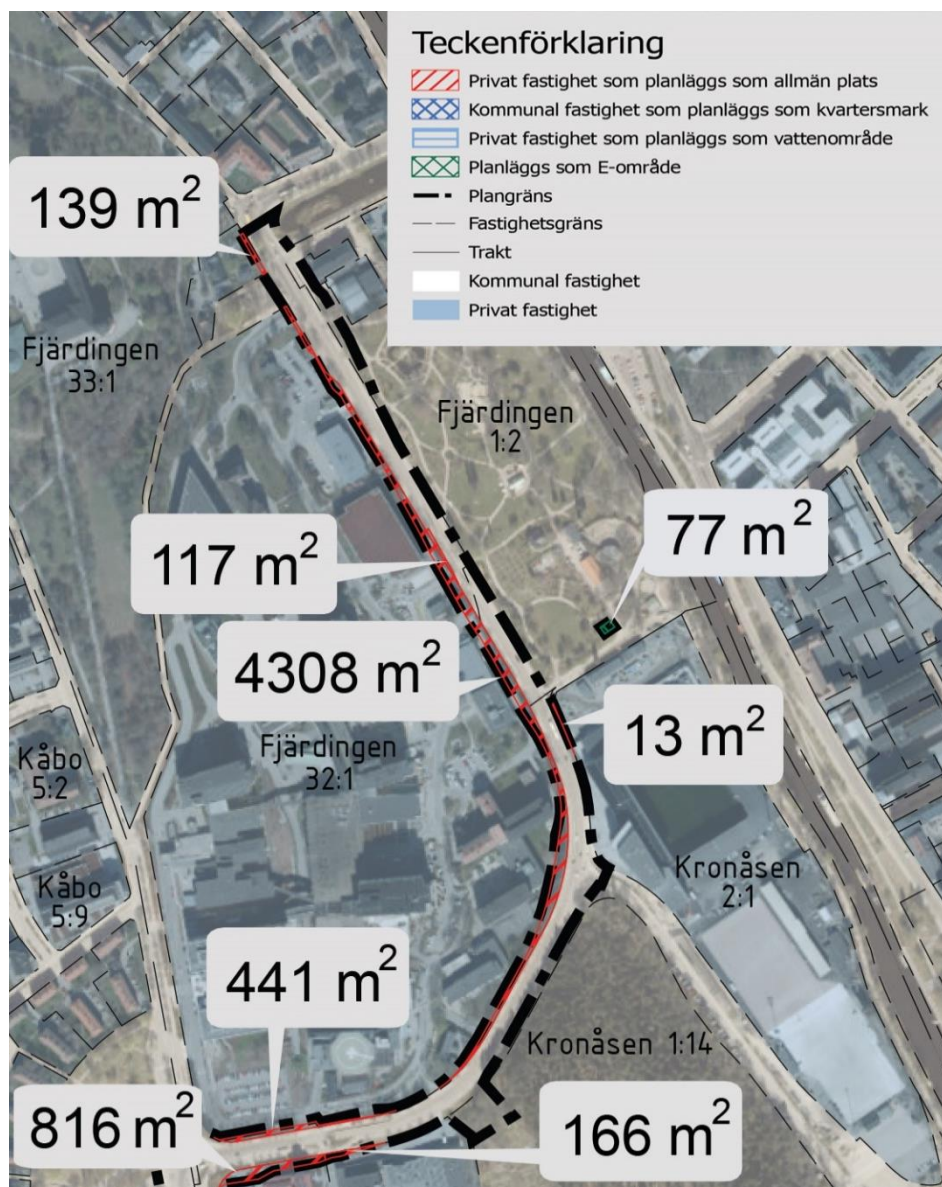 Teckenförklaring
Privat fastighet som planläggs som allmän plats
Kommunal fastighet som planläggs som kvartersmark
Privat fastighet som planläggs som vattenområde
Planläggs som E-område
Plangräns
Fastighetsgräns
Trakt
Kommunal fastighet
Privat fastighet
139 m²
Fjärdingen
33:1
Fjärdingen
1:2
77 m²
117 m²
4308 m²
13 m²
Fjärdingen
32:1
Kåbo
5:2
Kåbo
5:9
Kronåsen
2:1
441 m²
Kronåsen 1:14
816 m²
166 m²